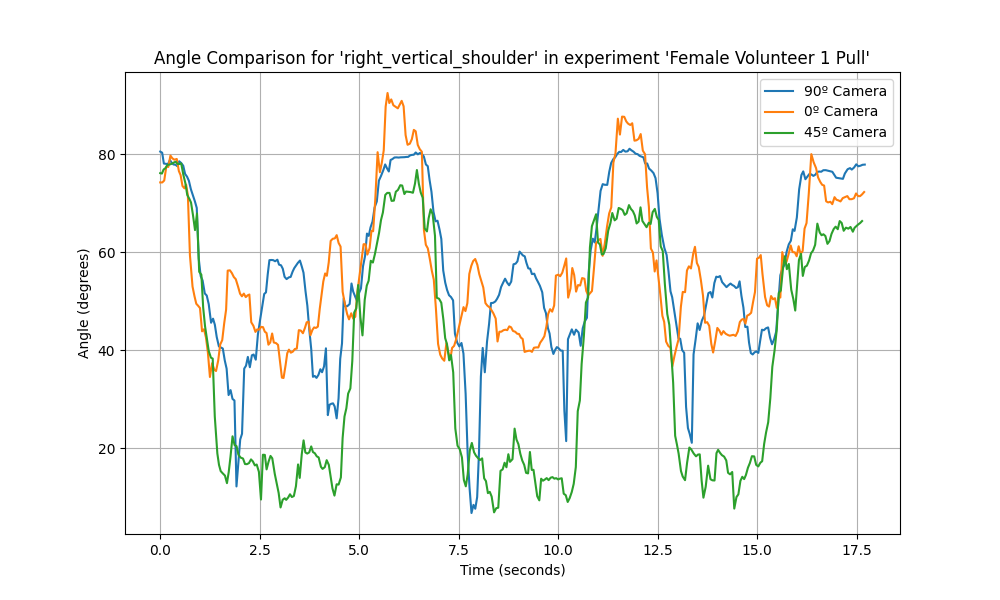 Angle Comparison for 'right_vertical_shoulder' in experiment 'Female Volunteer 1 Pull'
90º Camera
0º Camera
45º Camera
80
60
40
20
Angle (degrees)
0.0 2.5 5.0 7.5 10.0 12.5 15.0 17.5
Time (seconds)